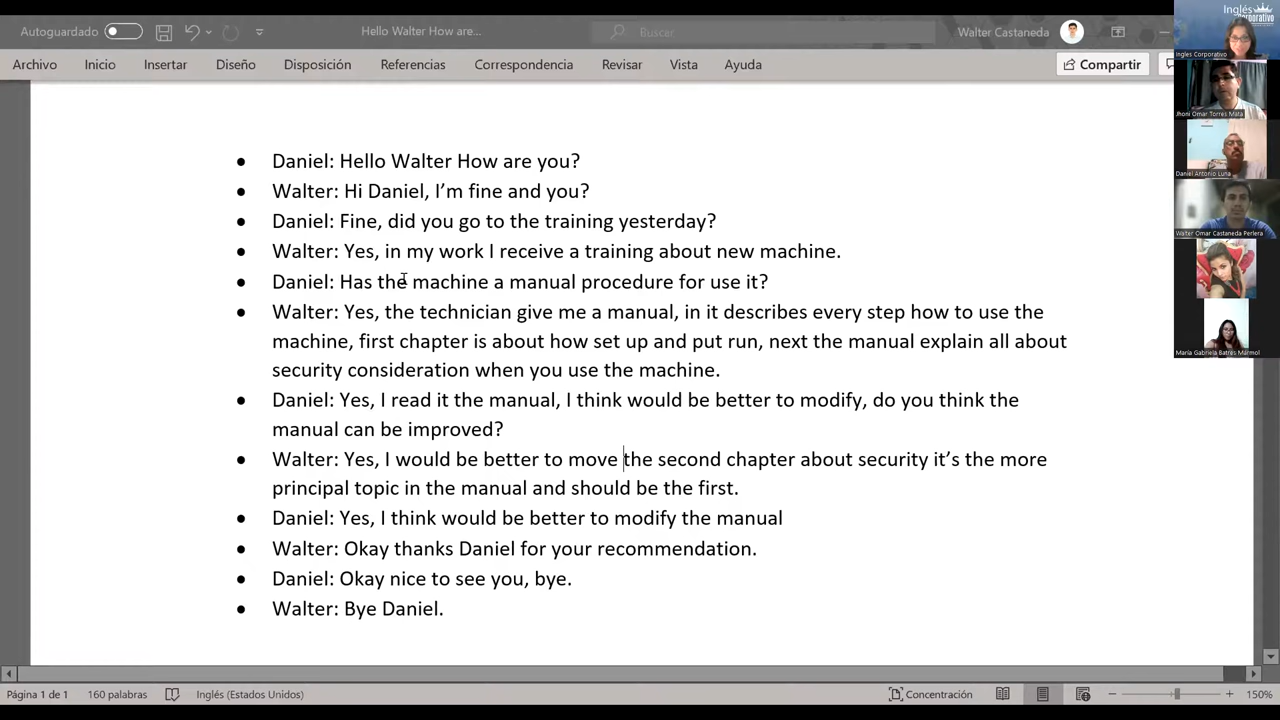 Autoguardado
Hello Walter How are...
Buscar
Walter Castaneda
Archivo Inicio Insertar Diseño Disposición Referencias Correspondencia Revisar Vista Ayuda
Compartir
Daniel: Hello Walter How are you?
Walter: Hi Daniel, I'm fine and you?
Daniel: Fine, did you go to the training yesterday?
Walter: Yes, in my work I receive a training about new machine.
Daniel: Has the machine a manual procedure for use it?
Walter: Yes, the technician give me a manual, in it describes every step how to use the
machine, first chapter is about how set up and put run, next the manual explain all about
security consideration when you use the machine.
Daniel: Yes, I read it the manual, I think would be better to modify, do you think the
manual can be improved?
Walter: Yes, I would be better to move the second chapter about security it's the more
principal topic in the manual and should be the first.
Daniel: Yes, I think would be better to modify the manual
Walter: Okay thanks Daniel for your recommendation.
Daniel: Okay nice to see you, bye.
Walter: Bye Daniel.
Página 1 de 1 160 palabras Inglés (Estados Unidos) Concentración 150%
Inglés
Corporativo
Ingles Corporativo
Jhoni Omar Torres Mata
Daniel Antonio Luna
Walter Omar Castaneda Perlera
María Gabriela Batres Mármol